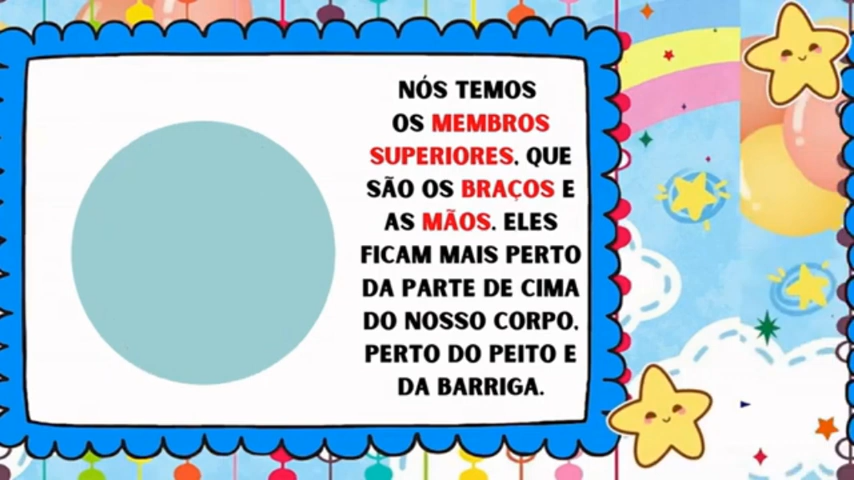 NÓS TEMOS
OS MEMBROS
SUPERIORES, QUE
SÃO OS BRAÇOS E
AS MÃOS. ELES
FICAM MAIS PERTO
DA PARTE DE CIMA
DO NOSSO CORPO,
PERTO DO PEITO E
DA BARRIGA.